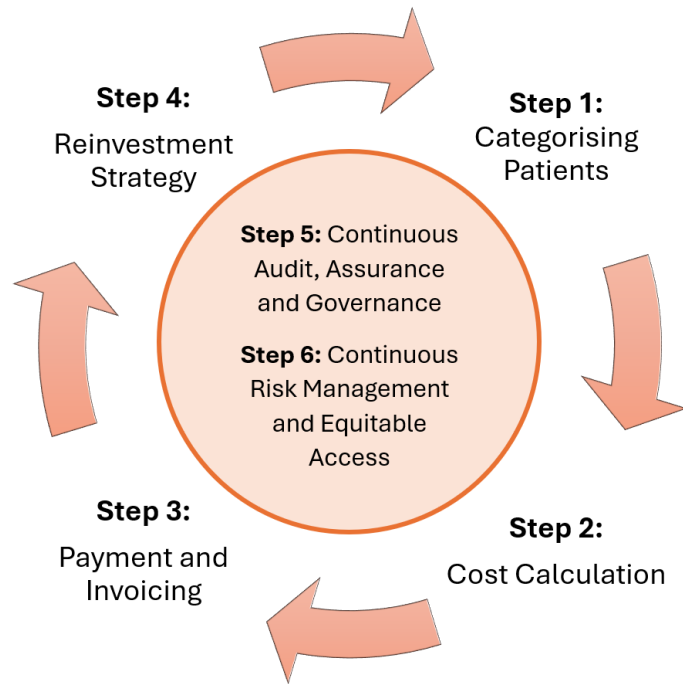 Step 1:
Categorising
Patients
Step 2:
Cost Calculation
Step 3:
Payment and
Invoicing
Step 4:
Reinvestment
Strategy
Step 5: Continuous
Audit, Assurance
and Governance
Step 6: Continuous
Risk Management
and Equitable
Access